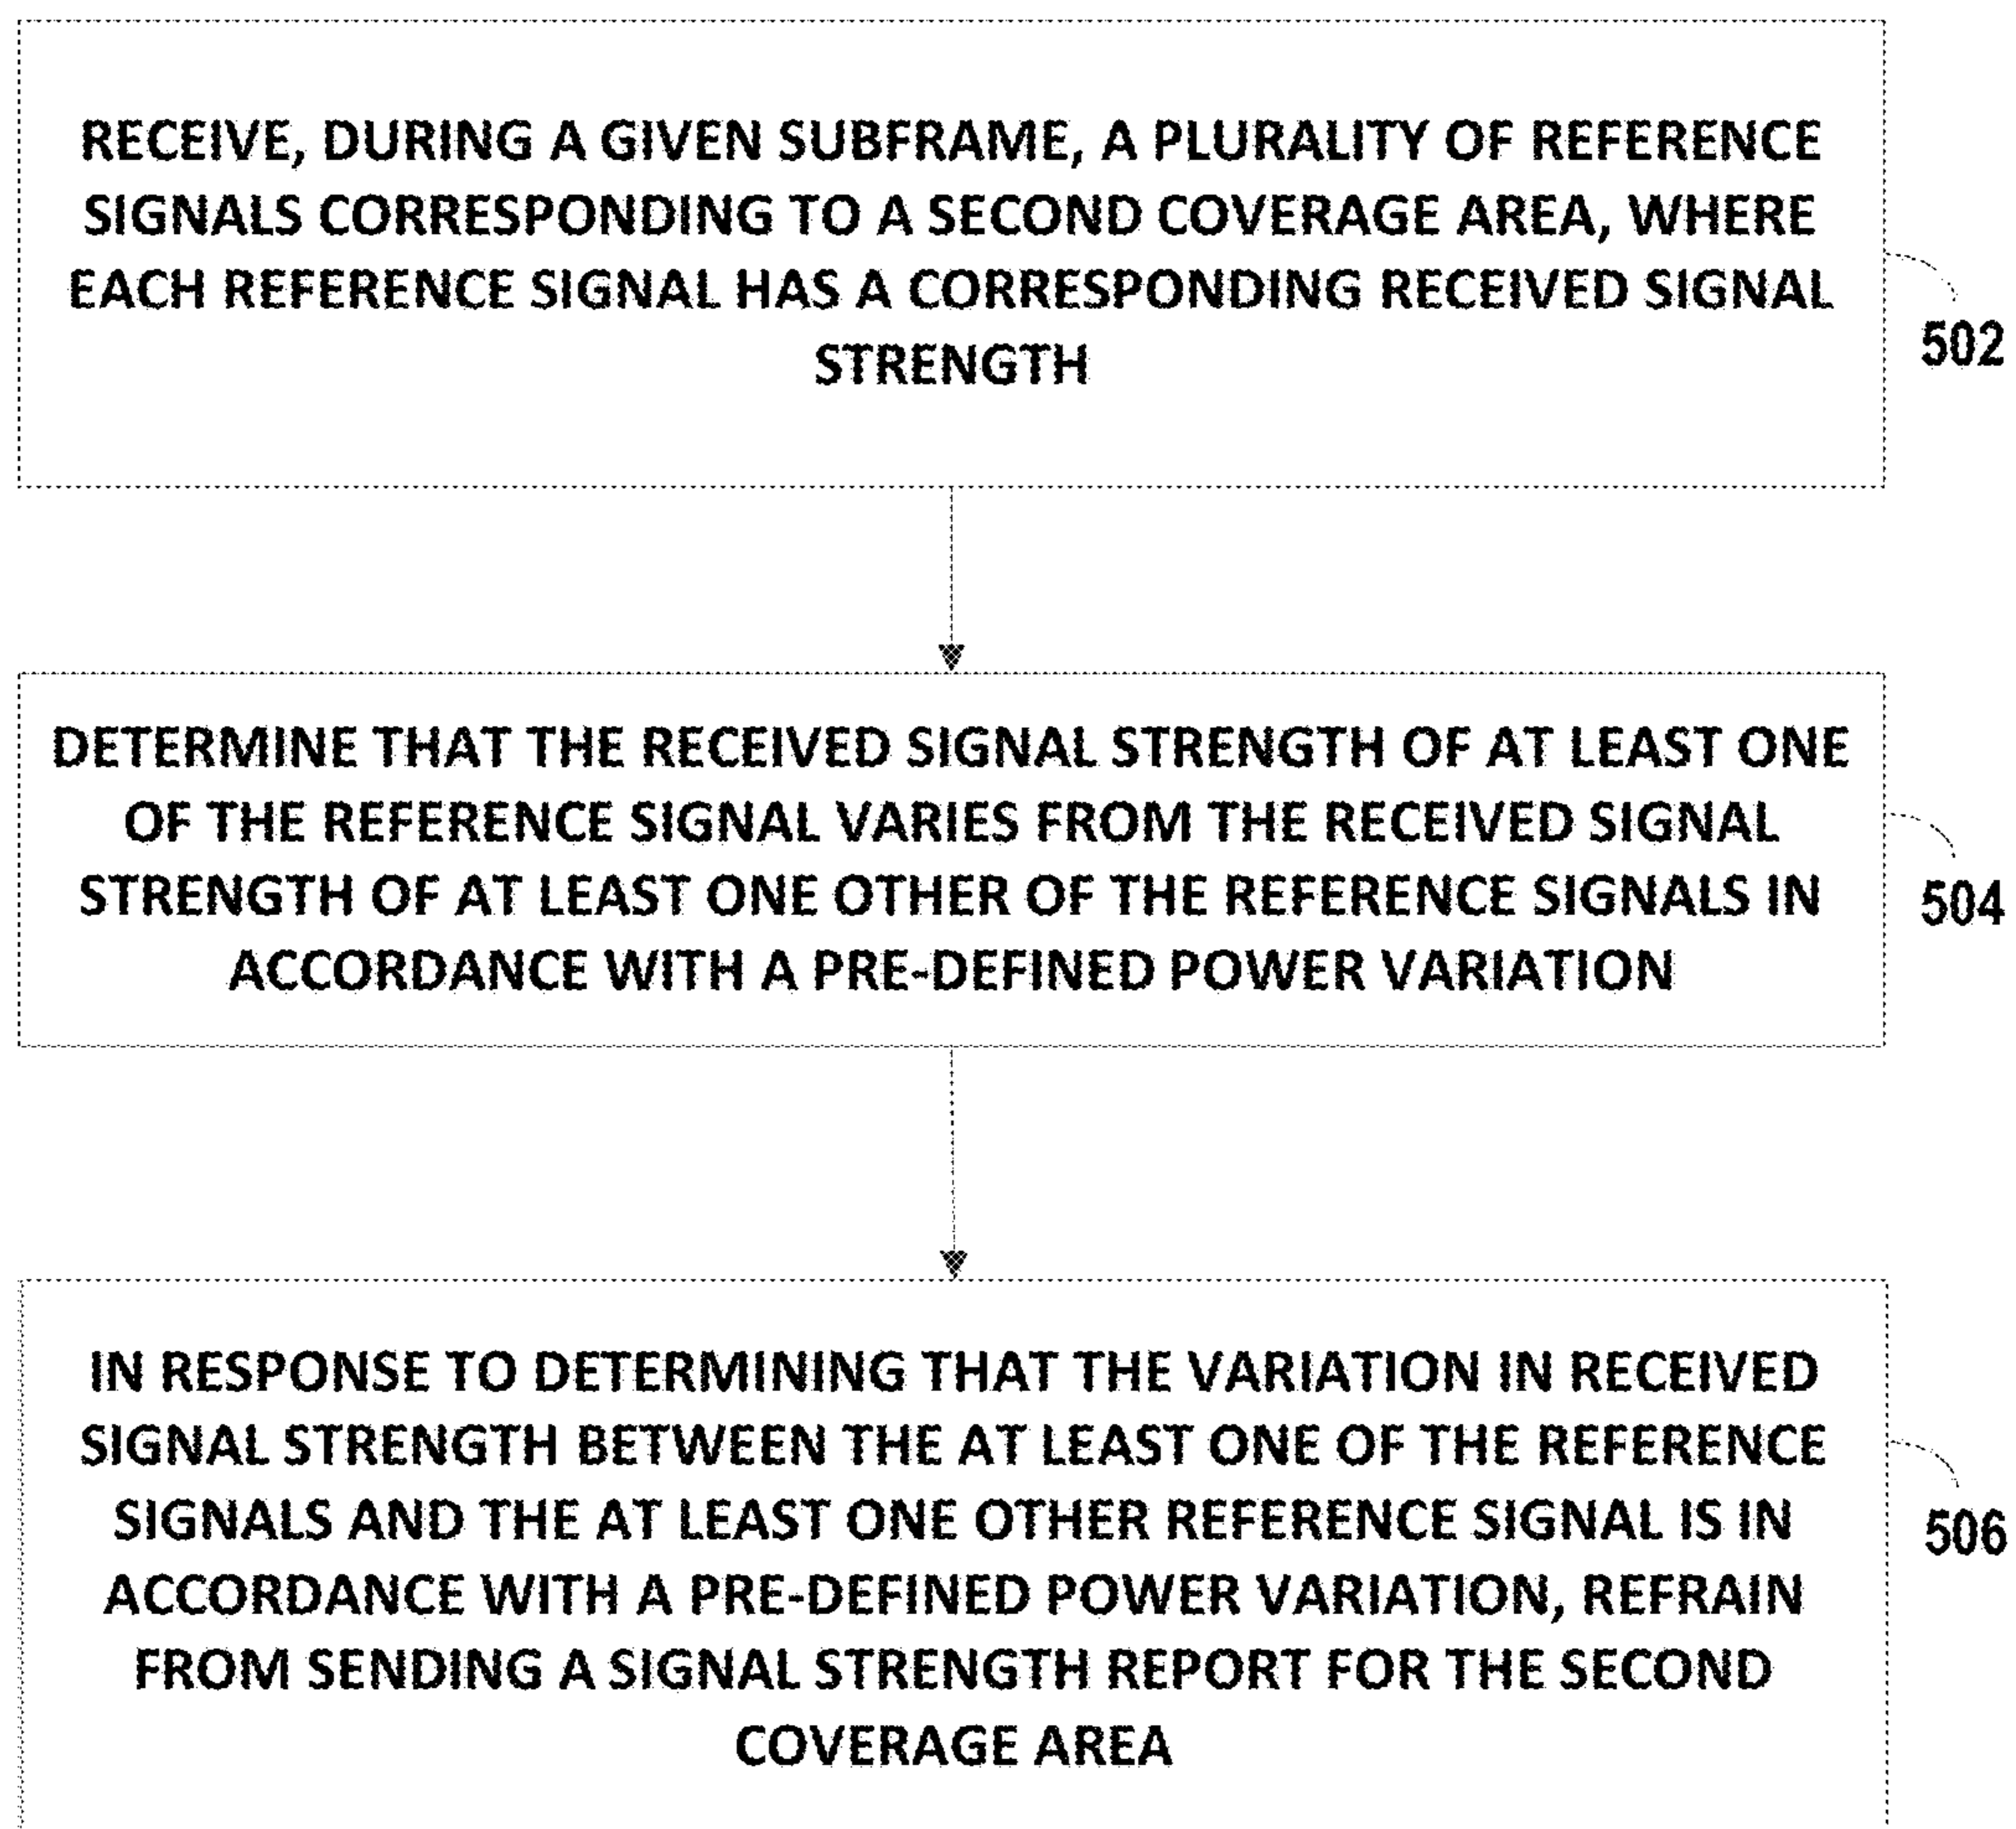 RECEIVE, DURING A GIVEN SUBFRAME, A PLURALITY OF REFERENCE
SIGNALS CORRESPONDING TO A SECOND COVERAGE AREA, WHERE
EACH REFERENCE SIGNAL HAS A CORRESPONDING RECEIVED SIGNAL
STRENGTH
502
DETERMINE THAT THE RECEIVED SIGNAL STRENGTH OF AT LEAST ONE
OF THE REFERENCE SIGNAL VARIES FROM THE RECEIVED SIGNAL
STRENGTH OF AT LEAST ONE OTHER OF THE REFERENCE SIGNALS IN
ACCORDANCE WITH A PRE-DEFINED POWER VARIATION
504
IN RESPONSE TO DETERMINING THAT THE VARIATION IN RECEIVED
SIGNAL STRENGTH BETWEEN THE AT LEAST ONE OF THE REFERENCE
SIGNALS AND THE AT LEAST ONE OTHER REFERENCE SIGNAL IS IN
ACCORDANCE WITH A PRE-DEFINED POWER VARIATION, REFRAIN
FROM SENDING A SIGNAL STRENGTH REPORT FOR THE SECOND
COVERAGE AREA
506